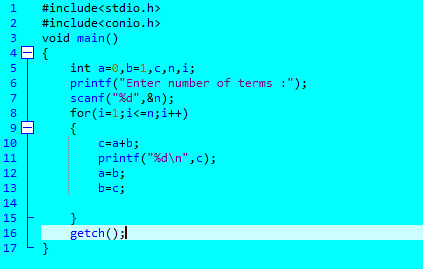 1 #include<stdio.h>
2 #include<conio.h>
3 void main()
4 {
5 int a=0,b=1,c,n,i;
6 printf("Enter number of terms :");
7 scanf("%d",&n);
8 for(i=1;i<=n;i++)
9 {
10 c=a+b;
11 printf("%d\n",c);
12 a=b;
13 b=c;
14
15 }
16 getch();
17 }